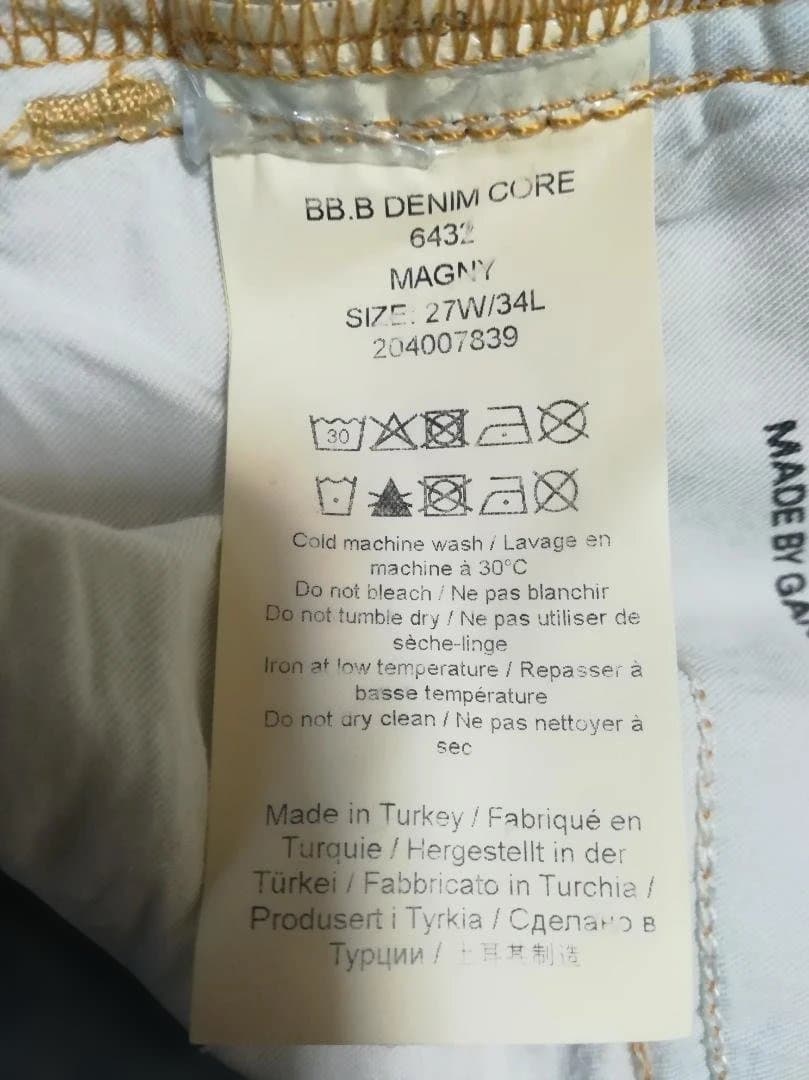 BB.B DENIM CORE
6432
MAGNY
SIZE: 27W/34L
204007839
30
Cold machine wash / Lavage en
machine à 30°C
Do not bleach / Ne pas blanchir
Do not tumble dry / Ne pas utiliser de
sèche-linge
Iron at low temperature / Repasser à
basse température
Do not dry clean / Ne pas nettoyer à
sec
Made in Turkey / Fabriqué en
Turquie / Hergestellt in der
Türkei / Fabbricato in Turchia /
Produsert i Tyrkia / Сделано в
Турции / 土耳其制造
MADE BY